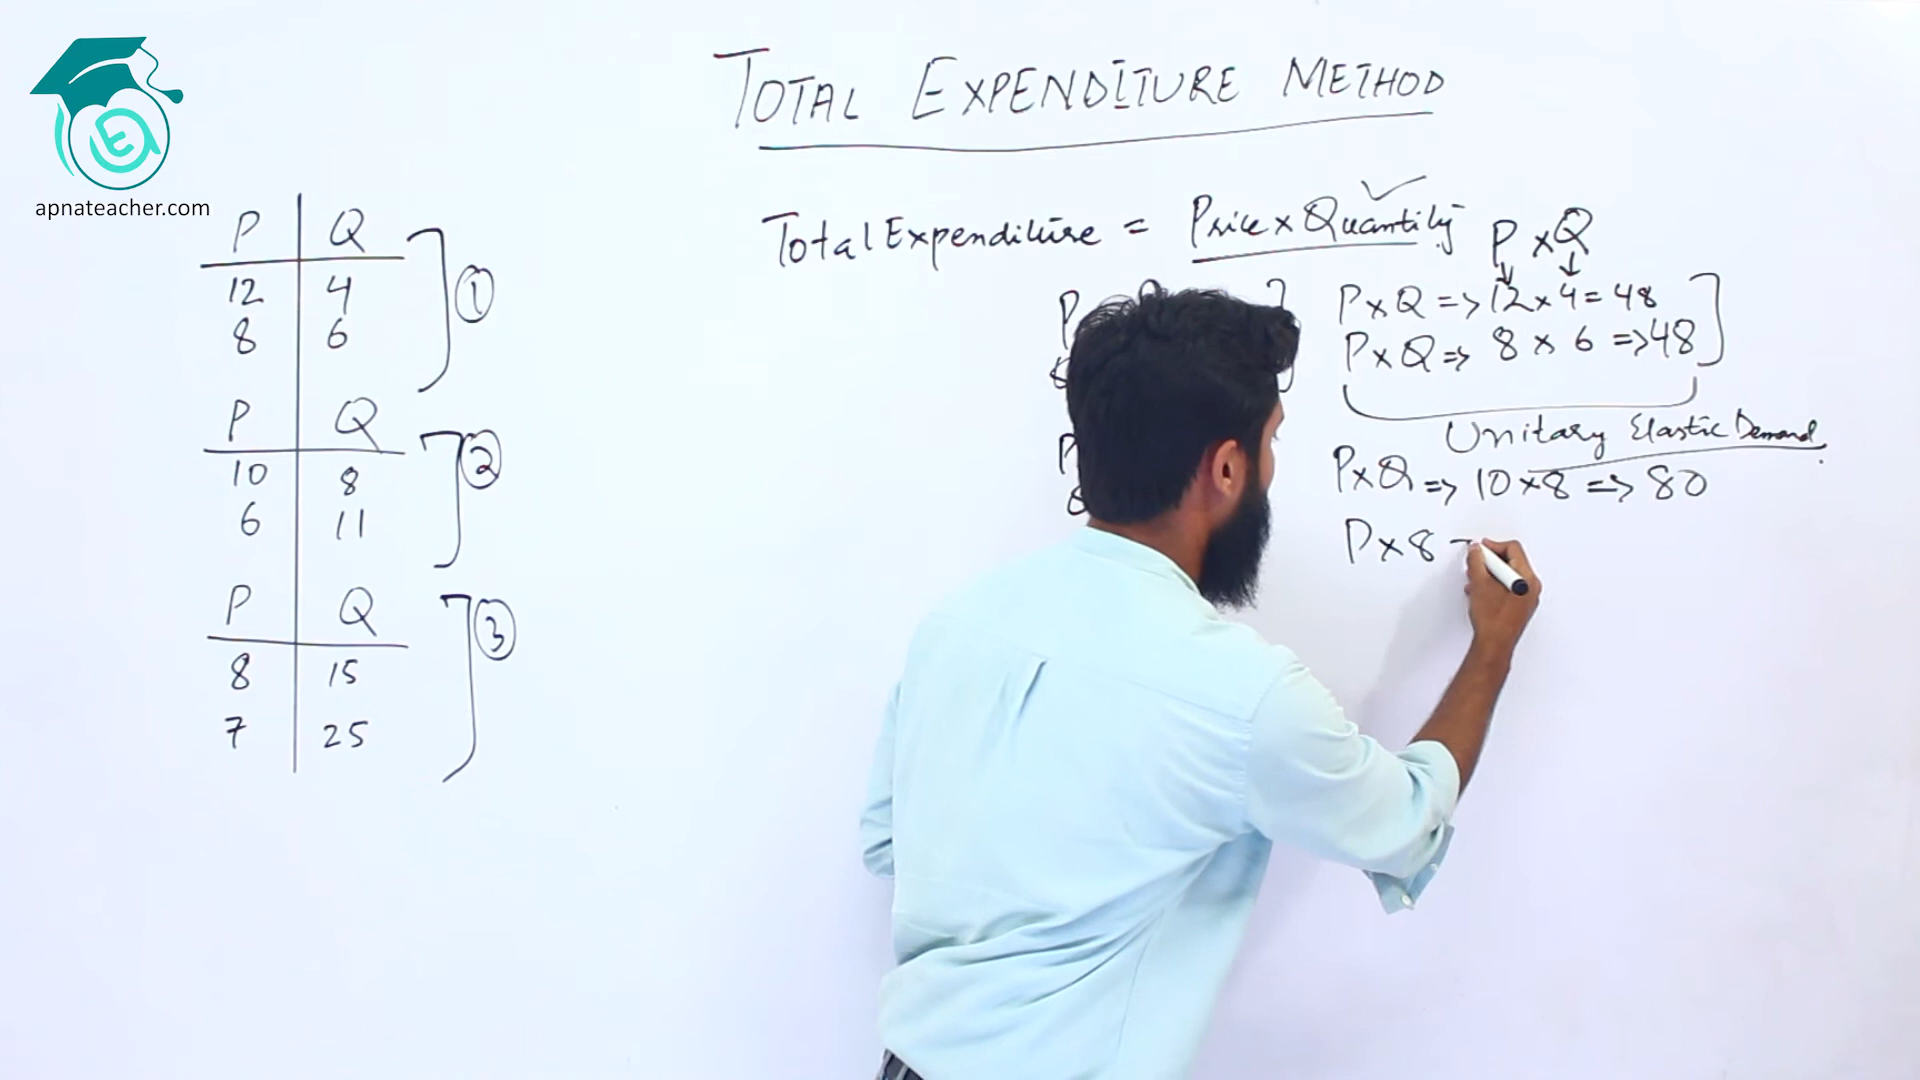 TOTAL EXPENDITURE METHOD
apnateacher.com
P Q
12 4
8 6
1
P Q
10 8
6 11
2
P Q
8 15
7 25
3
Total Expenditure = Price x Quantity
P x Q
P x Q => 12 x 4 = 48
P x Q => 8 x 6 => 48
Unitary Elastic Demand.
P x Q => 10 x 8 => 80
P x 8
P
P